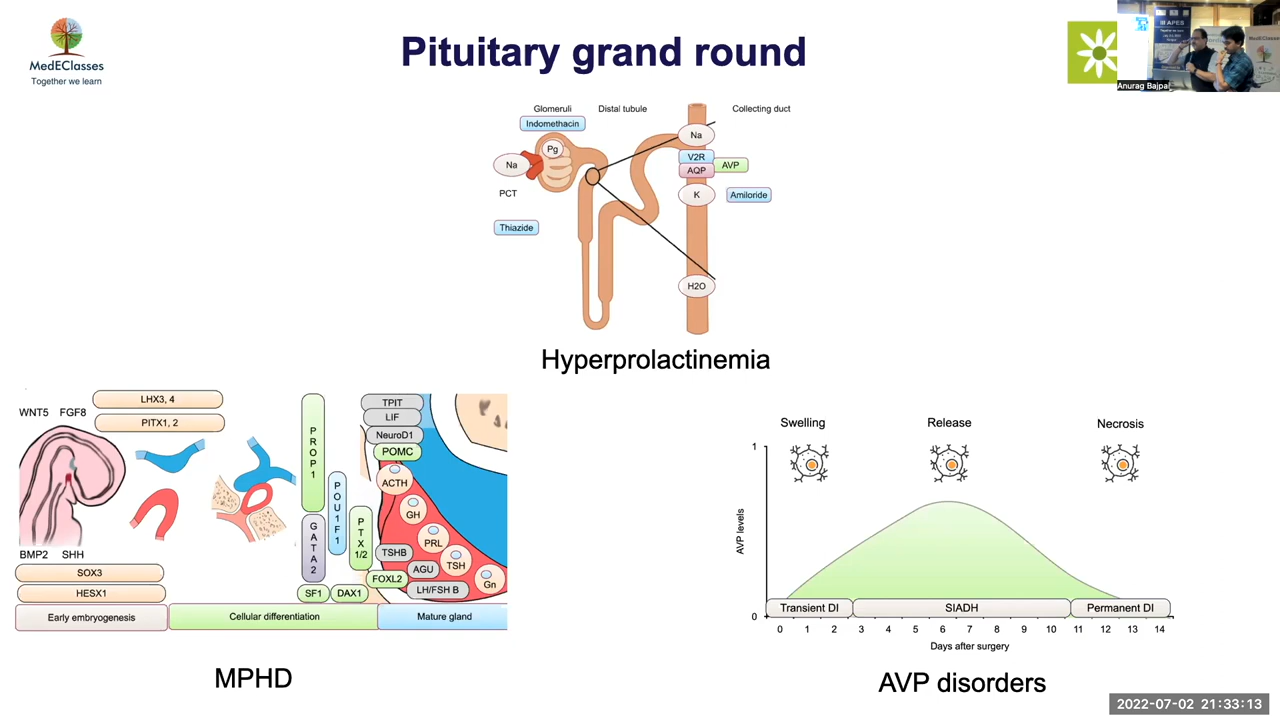 MedEClasses
Together we learn
Pituitary grand round
III APES
Anurag Bajpai
Glomeruli
Distal tubule
Collecting duct
Indomethacin
Pg
Na
Na
V2R
AVP
AQP
PCT
K
Amiloride
Thiazide
H2O
Hyperprolactinemia
LHX3, 4
WNT5 FGF8
PITX1, 2
BMP2 SHH
SOX3
HESX1
Early embryogenesis
PROP1
GATA2
POU1F1
PTX1/2
SF1
DAX1
Cellular differentiation
TPIT
LIF
NeuroD1
POMC
ACTH
GH
PRL
TSHB
TSH
AGU
FOXL2
Gn
LH/FSH B
Mature gland
MPHD
Swelling
Release
Necrosis
1
AVP levels
0
Transient DI
SIADH
Permanent DI
0 1 2 3 4 5 6 7 8 9 10 11 12 13 14
Days after surgery
AVP disorders
2022-07-02 21:33:13